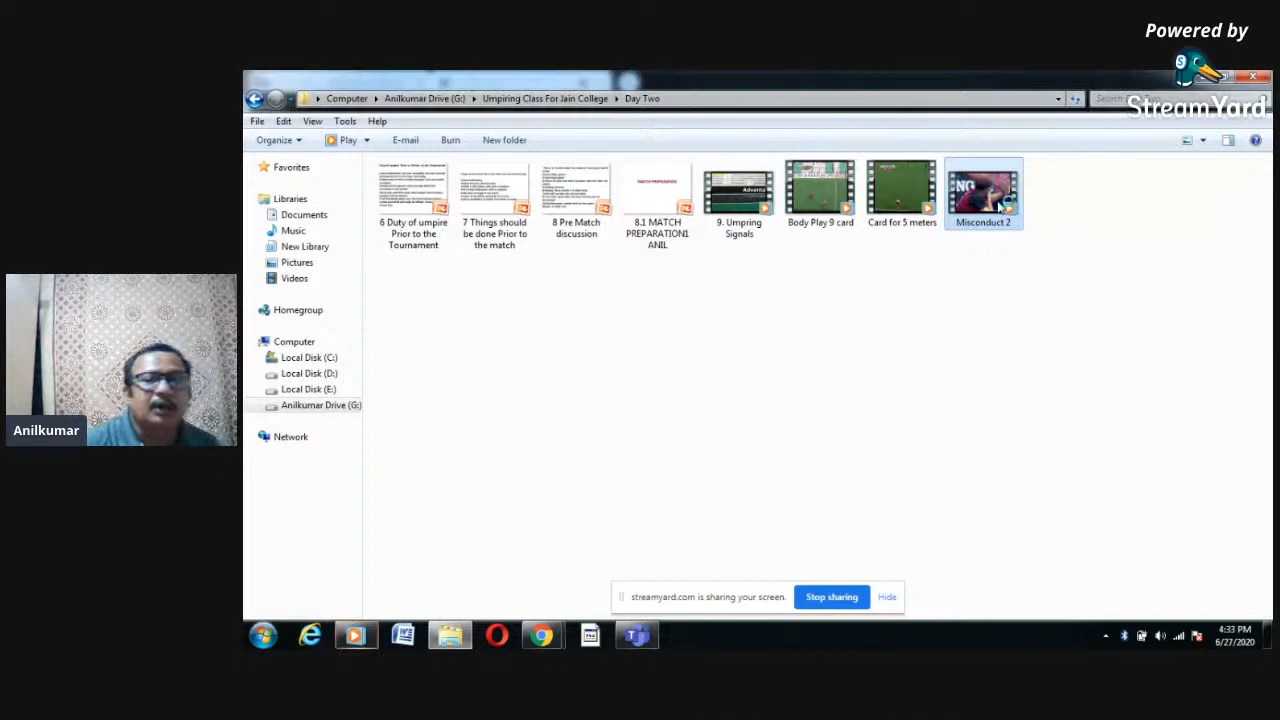 Powered by
StreamYard
Computer Anilkumar Drive (G:) Umpiring Class For Jain College Day Two
Search
File Edit View Tools Help
Organize Play E-mail Burn New folder
Favorites
Libraries
Documents
Music
New Library
Pictures
Videos
Homegroup
Computer
Local Disk (C:)
Local Disk (D:)
Local Disk (E:)
Anilkumar Drive (G:)
Network
6 Duty of umpire
Prior to the
Tournament
7 Things should
be done Prior to
the match
8 Pre Match
discussion
MATCH PREPARATION
8.1 MATCH
PREPARATION1
ANIL
Advanta
9. Umpring
Signals
Body Play 9 card
Card for 5 meters
NO
Misconduct 2
Anilkumar
streamyard.com is sharing your screen. Stop sharing Hide
4:33 PM
6/27/2020